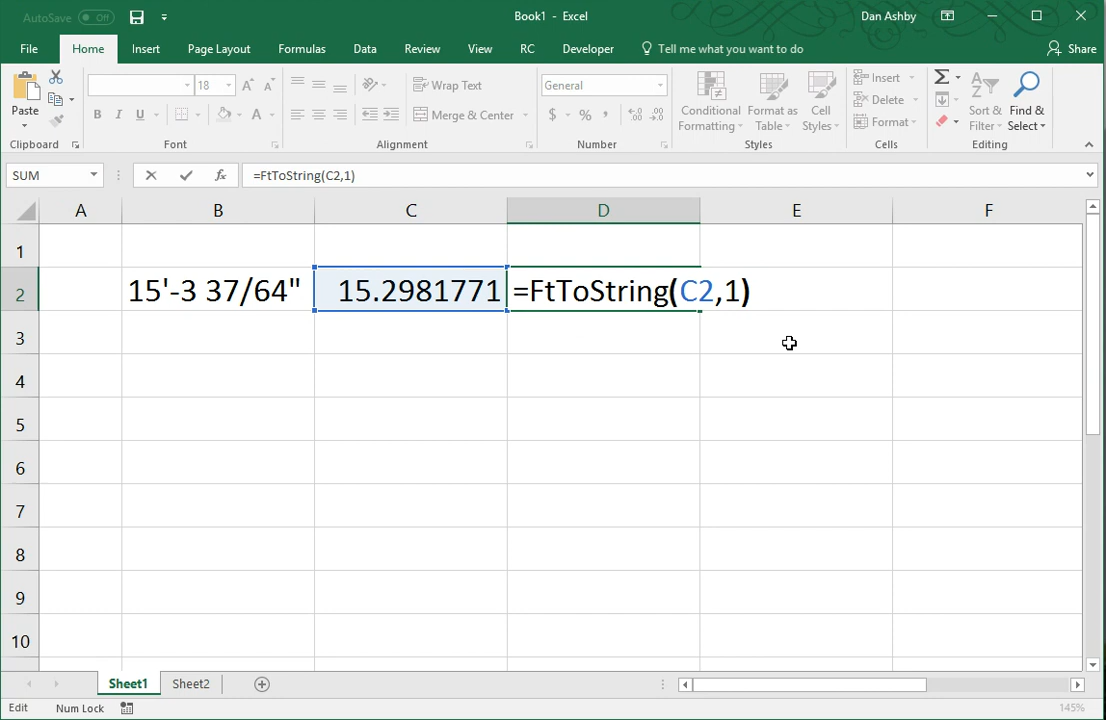 AutoSave Off
Book1 - Excel
Dan Ashby
File Home Insert Page Layout Formulas Data Review View RC Developer Tell me what you want to do Share
Paste
Clipboard
18
B I U A
Font
Wrap Text
Merge & Center
Alignment
General
$ % ,
Number
Conditional Formatting
Format as Table
Cell Styles
Styles
Insert
Delete
Format
Cells
Sort & Filter
Find & Select
Editing
SUM
fx
=FtToString(C2,1)
A B C D E F
1
2 15'-3 37/64" 15.2981771 =FtToString(C2,1)
3
4
5
6
7
8
9
10
Sheet1 Sheet2
Edit Num Lock 145%